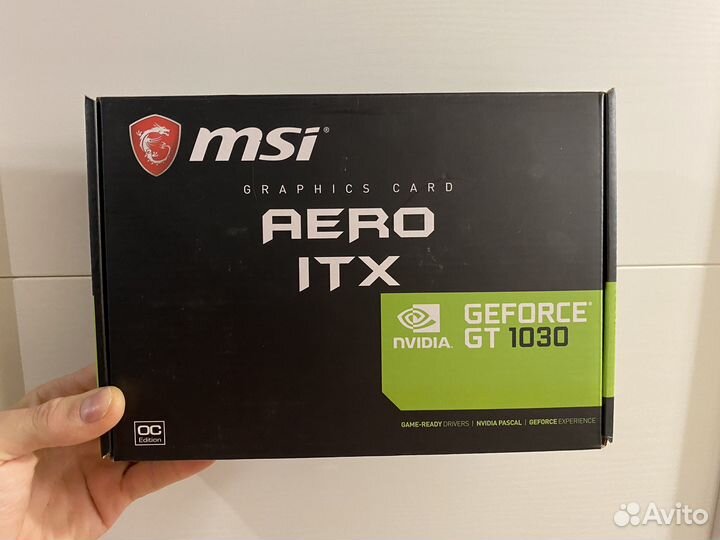 msi®
GRAPHICS CARD
AERO
ITX
NVIDIA.
GEFORCE®
GT 1030
GAME-READY DRIVERS | NVIDIA PASCAL | GEFORCE EXPERIENCE
OC
Edition
Avito